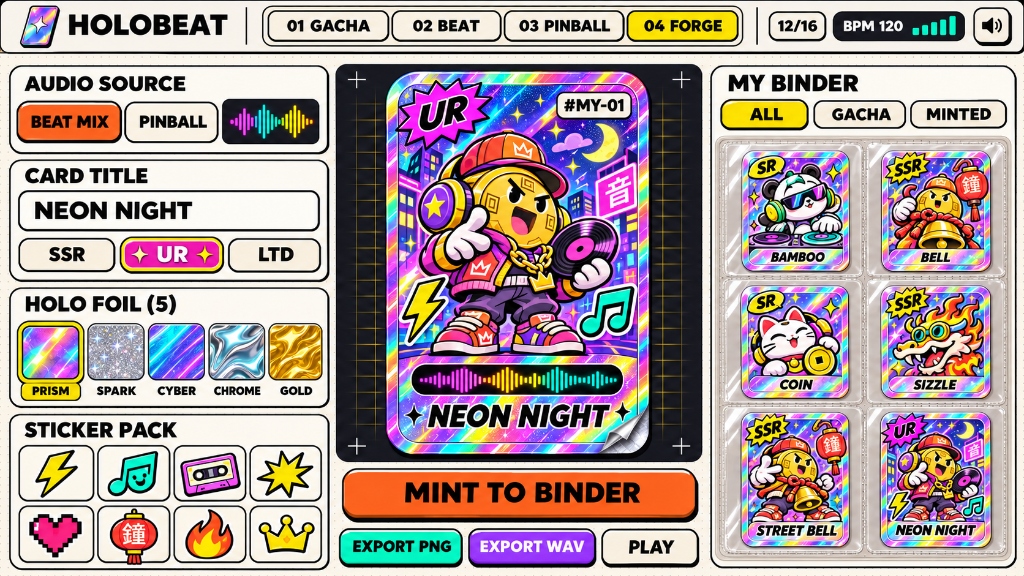 HOLOBEAT
01 GACHA
02 BEAT
03 PINBALL
04 FORGE
12/16
BPM 120
AUDIO SOURCE
BEAT MIX
PINBALL
CARD TITLE
NEON NIGHT
SSR
UR
LTD
HOLO FOIL (5)
PRISM
SPARK
CYBER
CHROME
GOLD
STICKER PACK
鐘
UR
#MY-01
音
NEON NIGHT
MINT TO BINDER
EXPORT PNG
EXPORT WAV
PLAY
MY BINDER
ALL
GACHA
MINTED
SR
BAMBOO
SSR
鐘
BELL
SR
COIN
SSR
SIZZLE
SSR
鐘
STREET BELL
UR
音
NEON NIGHT